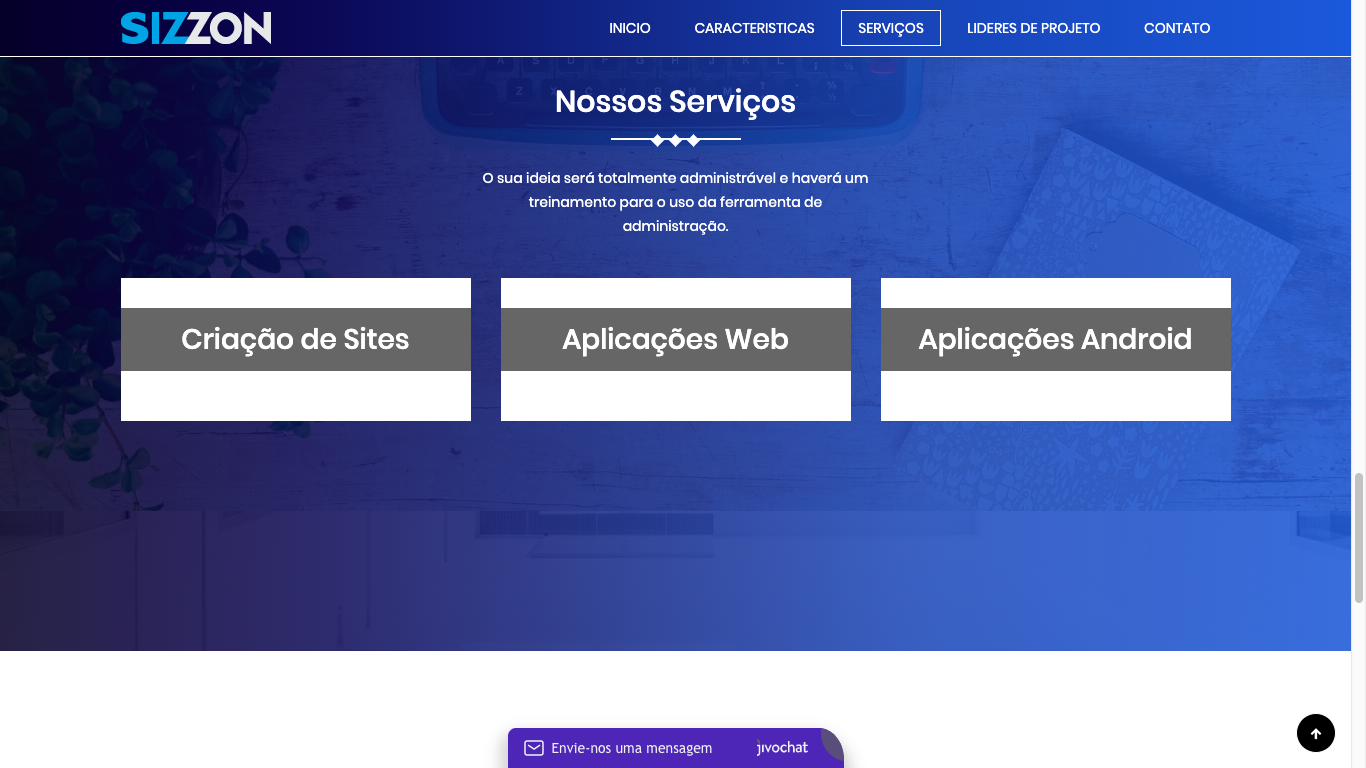 SIZZON
INICIO
CARACTERISTICAS
SERVIÇOS
LIDERES DE PROJETO
CONTATO
A S D F G H J K L
Z X C V B N M
Nossos Serviços
O sua ideia será totalmente administrável e haverá um
treinamento para o uso da ferramenta de
administração.
Criação de Sites
Aplicações Web
Aplicações Android
Envie-nos uma mensagem
jivochat